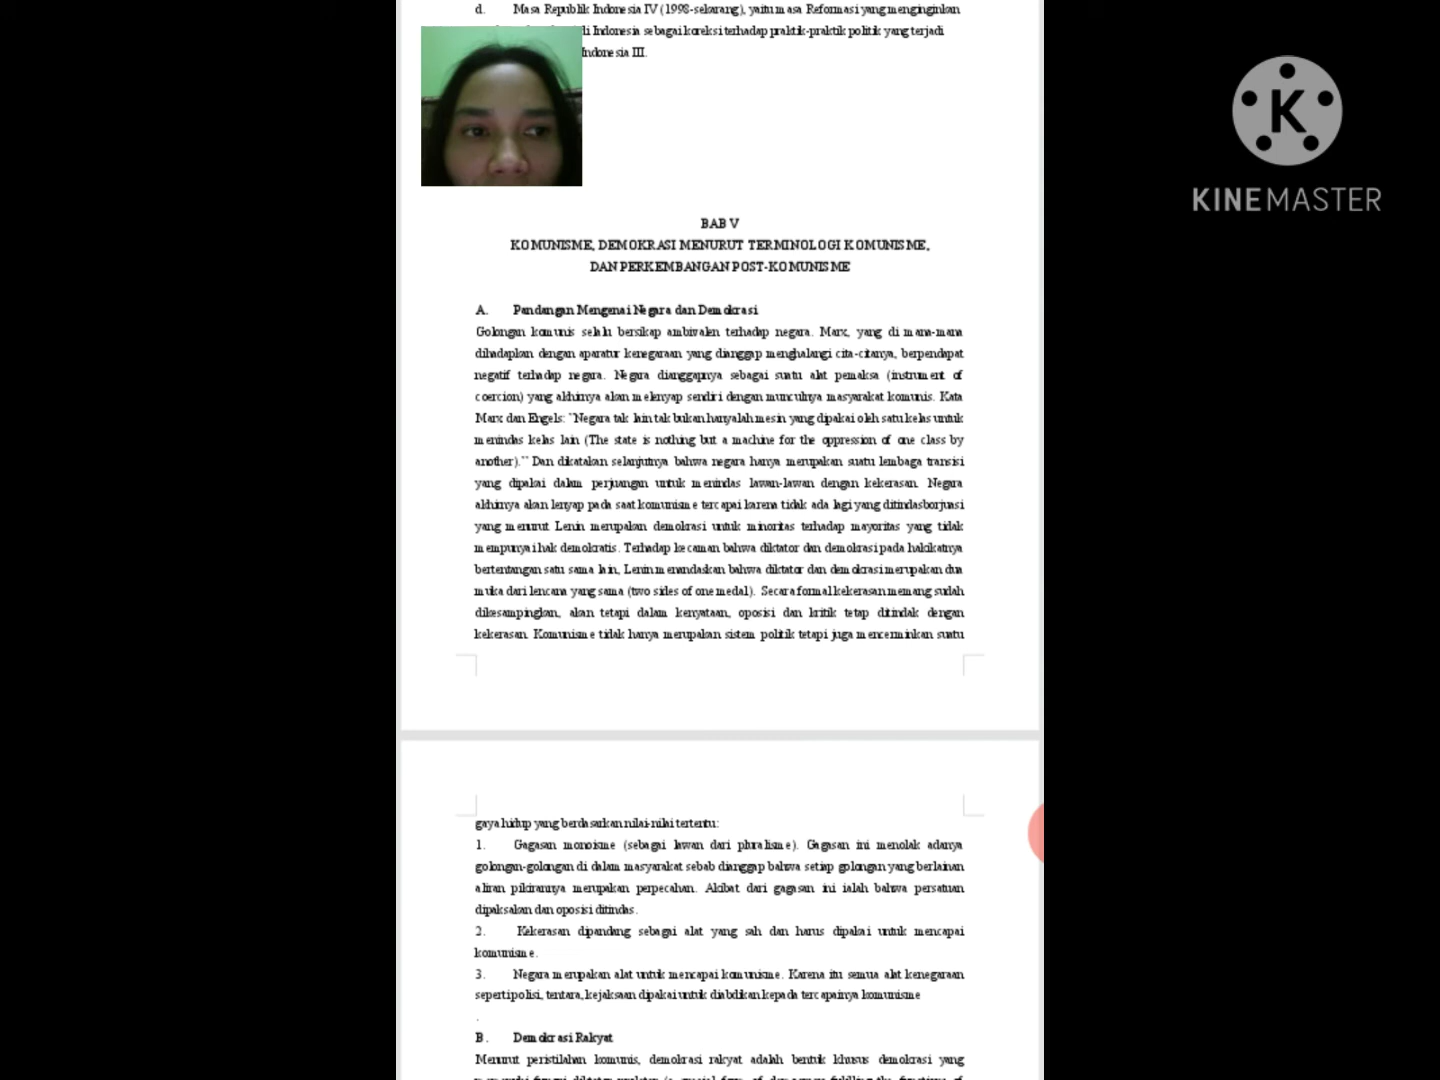 d. Masa Republik Indonesia IV (1998-sekarang), yaitu masa Reformasi yang menginginkan
di Indonesia sebagai koreksi terhadap praktik-praktik politik yang terjadi
Indonesia III.
KINEMASTER
BAB V
KOMUNISME, DEMOKRASI MENURUT TERMINOLOGI KOMUNISME,
DAN PERKEMBANGAN POST-KOMUNISME
A. Pandangan Mengenai Negara dan Demokrasi
Golongan komunis selalu bersikap ambivalen terhadap negara. Marx, yang di mana-mana
dihadapkan dengan aparatur kenegaraan yang dianggap menghalangi cita-citanya, berpendapat
negatif terhadap negara. Negara dianggapnya sebagai suatu alat pemaksa (instrument of
coercion) yang akhirnya akan melenyap sendiri dengan munculnya masyarakat komunis. Kata
Marx dan Engels: "Negara tak lain tak bukan hanyalah mesin yang dipakai oleh satu kelas untuk
menindas kelas lain (The state is nothing but a machine for the oppression of one class by
another)."" Dan dikatakan selanjutnya bahwa negara hanya merupakan suatu lembaga transisi
yang dipakai dalam perjuangan untuk menindas lawan-lawan dengan kekerasan. Negara
akhirnya akan lenyap pada saat komunisme tercapai karena tidak ada lagi yang ditindasborjuasi
yang menurut Lenin merupakan demokrasi untuk minoritas terhadap mayoritas yang tidak
mempunyai hak demokratis. Terhadap kecaman bahwa diktator dan demokrasi pada hakikatnya
bertentangan satu sama lain, Lenin menandaskan bahwa diktator dan demokrasi merupakan dua
muka dari lencana yang sama (two sides of one medal). Secara formal kekerasan memang sudah
dikesampingkan, akan tetapi dalam kenyataan, oposisi dan kritik tetap ditindak dengan
kekerasan. Komunisme tidak hanya merupakan sistem politik tetapi juga mencerminkan suatu
gaya hidup yang berdasarkan nilai-nilai tertentu:
1. Gagasan monoisme (sebagai lawan dari pluralisme). Gagasan ini menolak adanya
golongan-golongan di dalam masyarakat sebab dianggap bahwa setiap golongan yang berlainan
aliran pikirannya merupakan perpecahan. Akibat dari gagasan ini ialah bahwa persatuan
dipaksakan dan oposisi ditindas.
2. Kekerasan dipandang sebagai alat yang sah dan harus dipakai untuk mencapai
komunisme.
3. Negara merupakan alat untuk mencapai komunisme. Karena itu semua alat kenegaraan
seperti polisi, tentara, kejaksaan dipakai untuk diabdikan kepada tercapainya komunisme
.
B. Demokrasi Rakyat
Menurut peristilahan komunis, demokrasi rakyat adalah bentuk khusus demokrasi yang